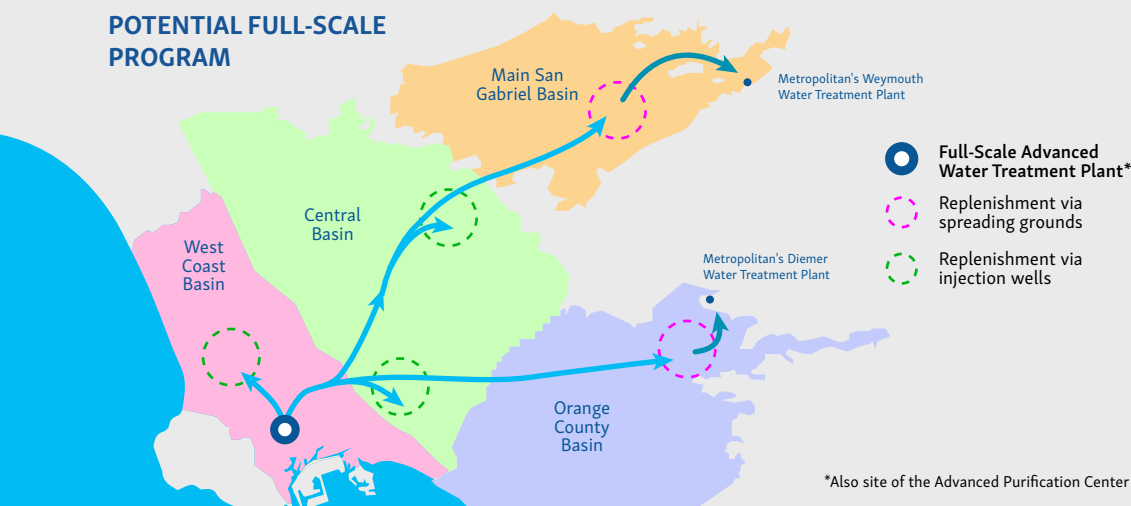 POTENTIAL FULL-SCALE
PROGRAM
Main San
Gabriel Basin
Metropolitan's Weymouth
Water Treatment Plant
Full-Scale Advanced
Water Treatment Plant*
Replenishment via
spreading grounds
Replenishment via
injection wells
Central
Basin
West
Coast
Basin
Metropolitan's Diemer
Water Treatment Plant
Orange
County
Basin
*Also site of the Advanced Purification Center